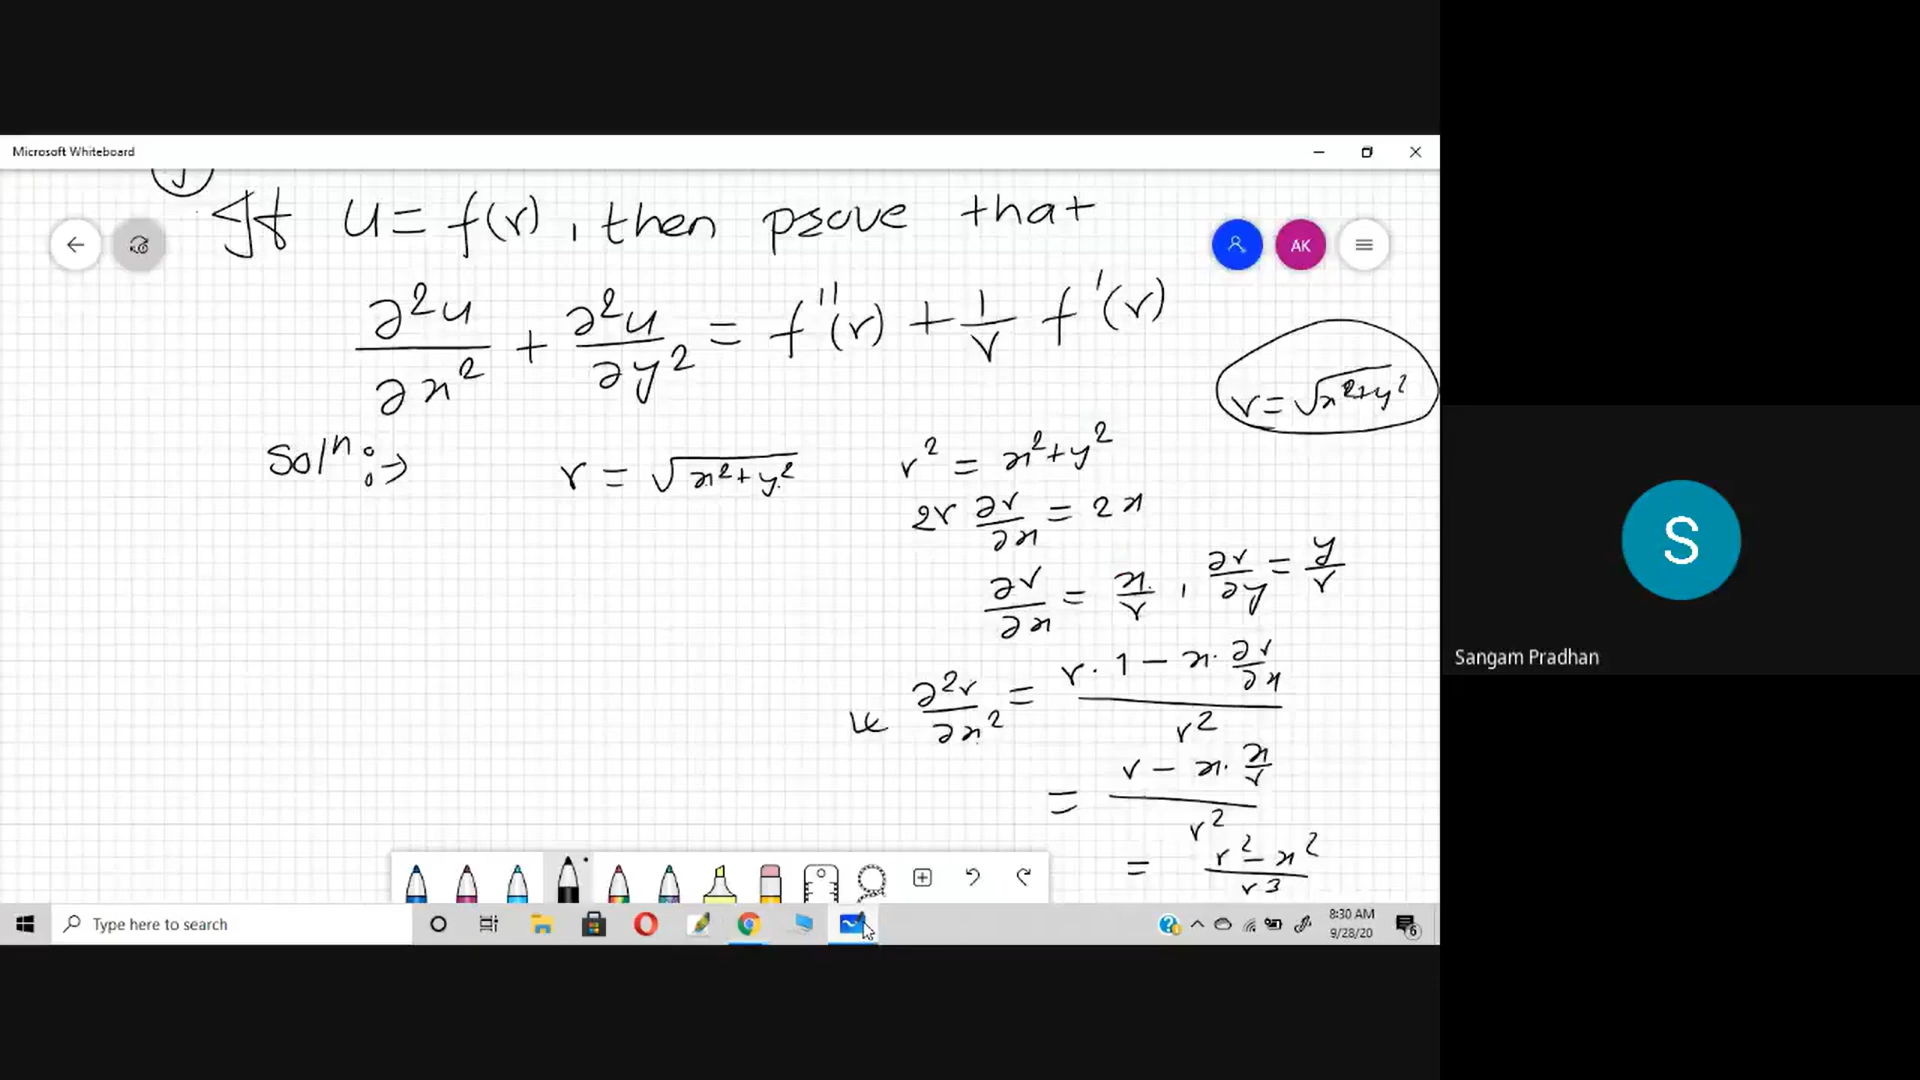 Microsoft Whiteboard
If u = f(r), then prove that
∂²u/∂x² + ∂²u/∂y² = f''(r) + 1/r f'(r)
r = √x²+y²
Solⁿ :→ r = √x²+y²
r² = x²+y²
2r ∂r/∂x = 2x
∂r/∂x = x/r , ∂r/∂y = y/r
∂²r/∂x² = (r·1 − x·∂r/∂x)/r²
= (r − x·x/r)/r²
= (r² − x²)/r³
AK
S
Sangam Pradhan
Type here to search
8:30 AM
9/28/20
6